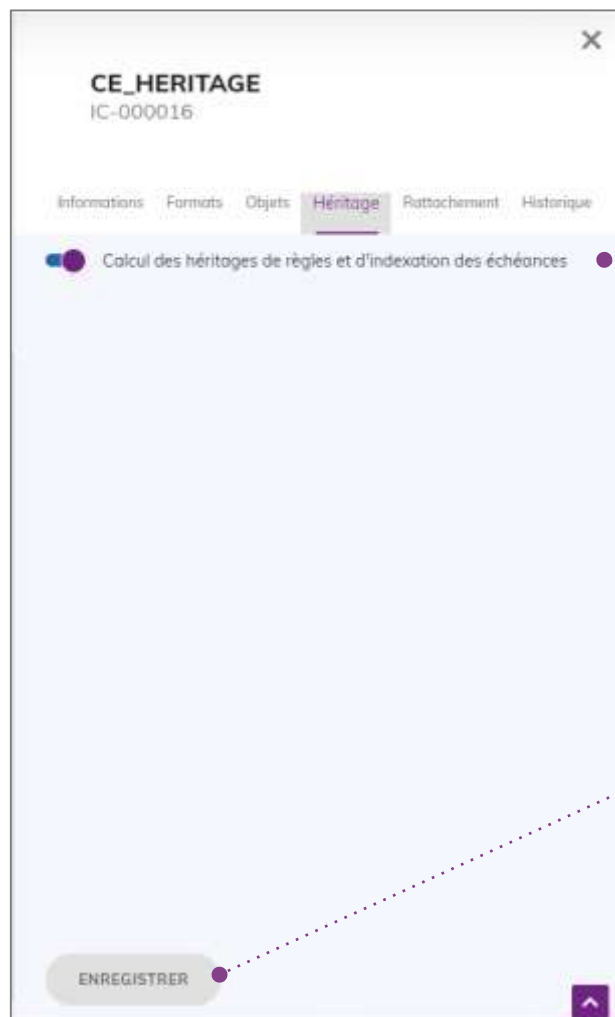 CE_HERITAGE
IC-000016
Informations Formats Objets Héritage Rattachement Historique
Calcul des héritages de règles et d'indexation des échéances
ENREGISTRER